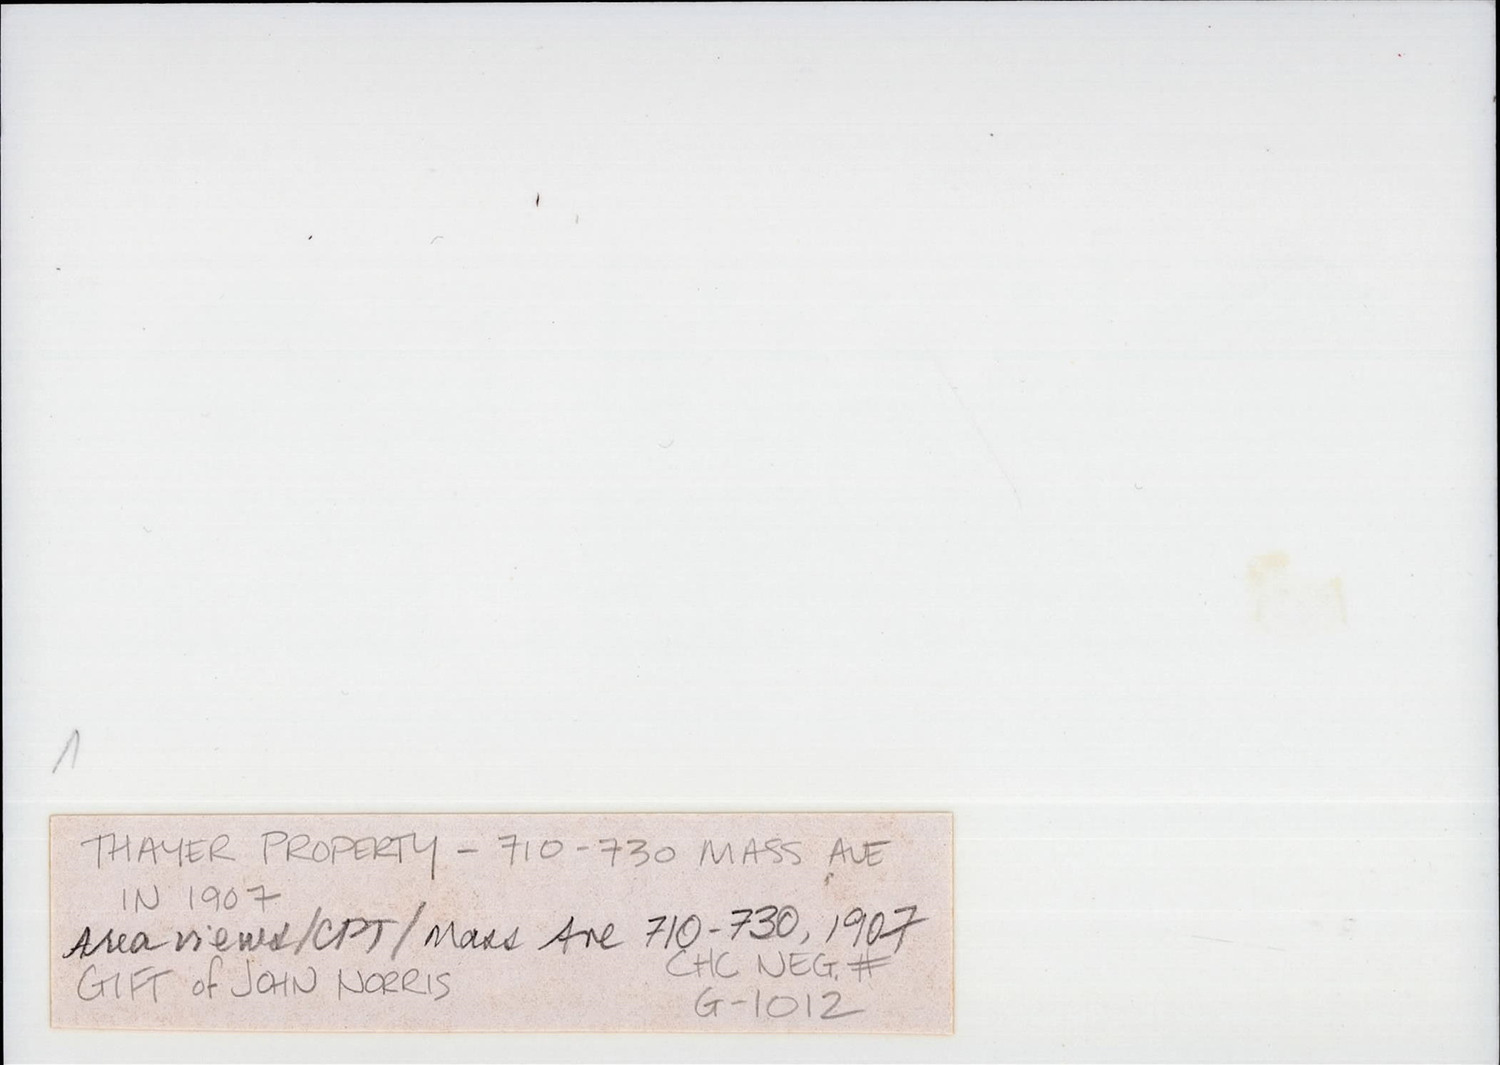 THAYER PROPERTY - 710-730 MASS AVE
IN 1907
Area views/CPT/Mass Ave 710-730, 1907
GIFT of JOHN NORRIS
CHC NEG. #
G-1012